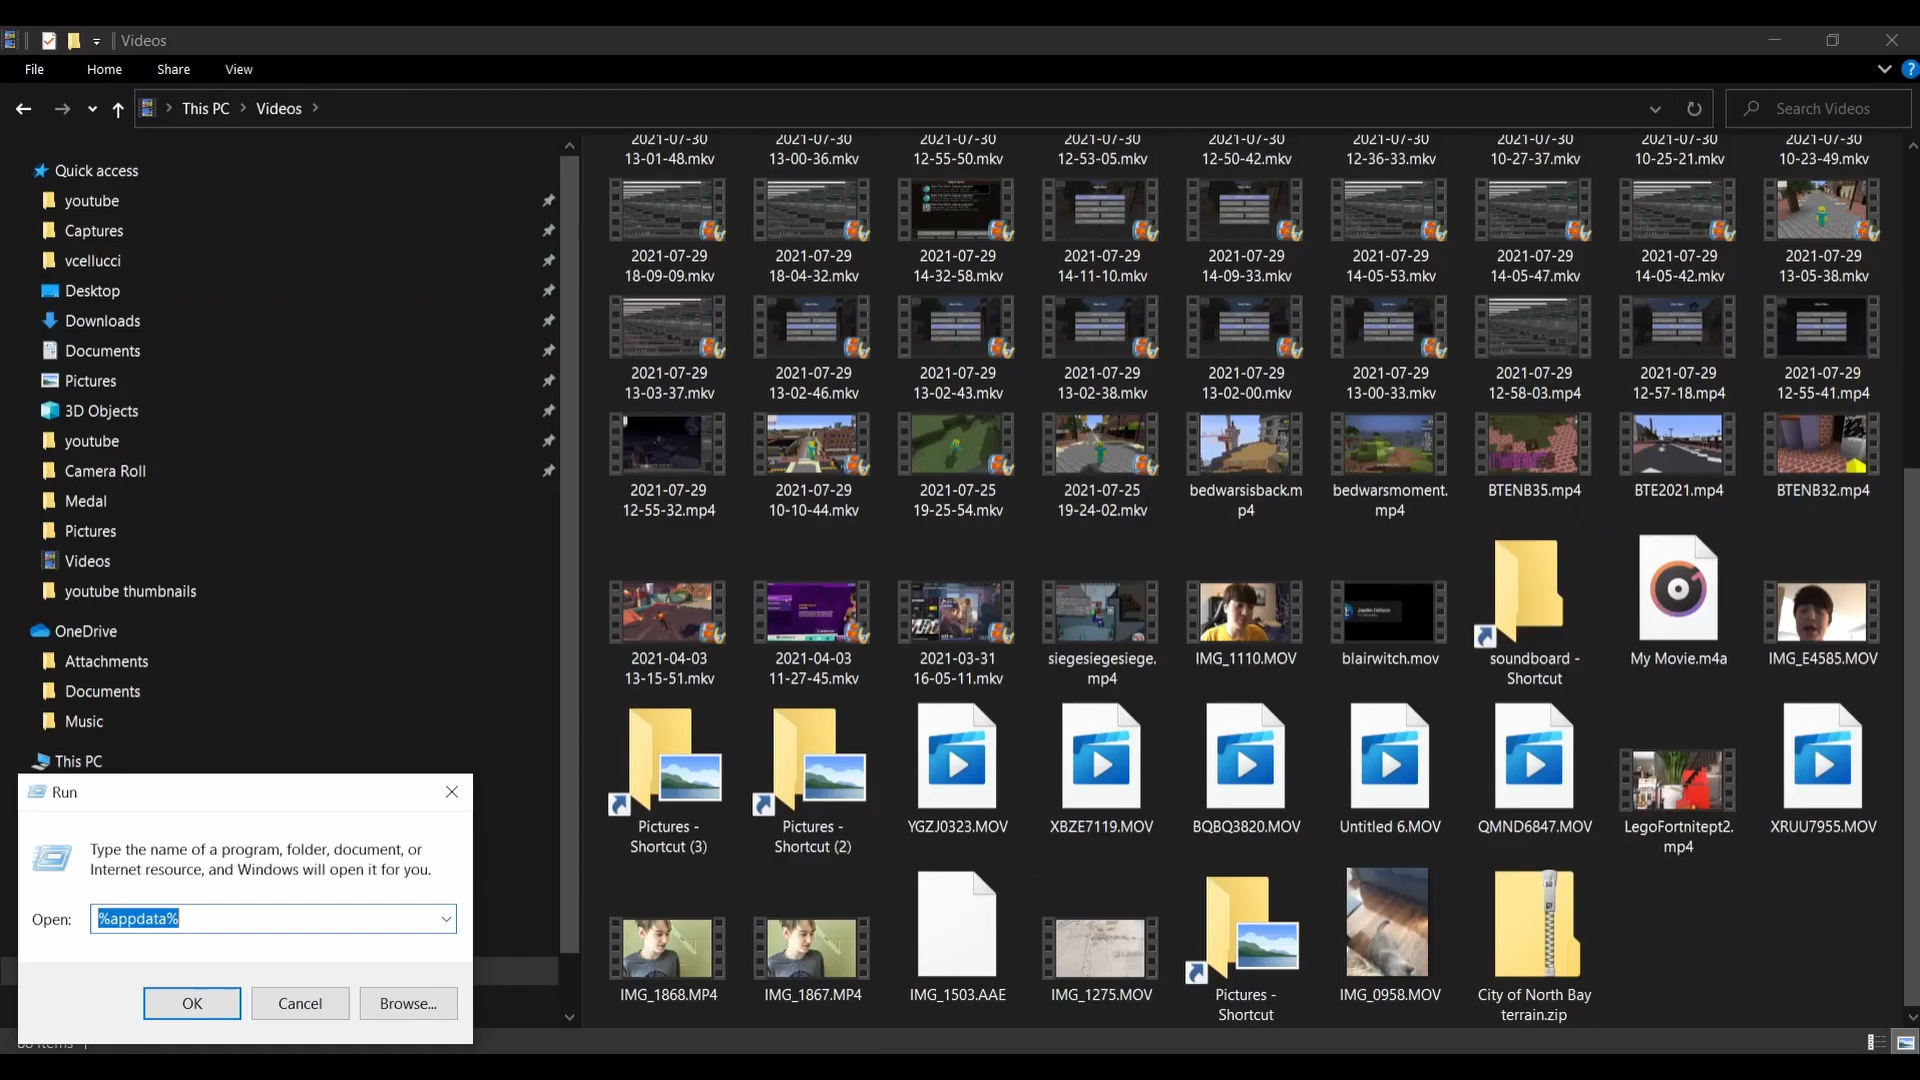 Videos
File Home Share View
This PC > Videos >
Search Videos
Quick access
youtube
Captures
vcellucci
Desktop
Downloads
Documents
Pictures
3D Objects
youtube
Camera Roll
Medal
Pictures
Videos
youtube thumbnails
OneDrive
Attachments
Documents
Music
This PC
2021-07-30 2021-07-30 2021-07-30 2021-07-30 2021-07-30 2021-07-30 2021-07-30 2021-07-30 2021-07-30
13-01-48.mkv 13-00-36.mkv 12-55-50.mkv 12-53-05.mkv 12-50-42.mkv 12-36-33.mkv 10-27-37.mkv 10-25-21.mkv 10-23-49.mkv
2021-07-29 2021-07-29 2021-07-29 2021-07-29 2021-07-29 2021-07-29 2021-07-29 2021-07-29 2021-07-29
18-09-09.mkv 18-04-32.mkv 14-32-58.mkv 14-11-10.mkv 14-09-33.mkv 14-05-53.mkv 14-05-47.mkv 14-05-42.mkv 13-05-38.mkv
2021-07-29 2021-07-29 2021-07-29 2021-07-29 2021-07-29 2021-07-29 2021-07-29 2021-07-29 2021-07-29
13-03-37.mkv 13-02-46.mkv 13-02-43.mkv 13-02-38.mkv 13-02-00.mkv 13-00-33.mkv 12-58-03.mp4 12-57-18.mp4 12-55-41.mp4
2021-07-29 2021-07-29 2021-07-25 2021-07-25 bedwarsisback.m bedwarsmoment. BTENB35.mp4 BTE2021.mp4 BTENB32.mp4
12-55-32.mp4 10-10-44.mkv 19-25-54.mkv 19-24-02.mkv p4 mp4
2021-04-03 2021-04-03 2021-03-31 siegesiegesiege. IMG_1110.MOV blairwitch.mov soundboard - My Movie.m4a IMG_E4585.MOV
13-15-51.mkv 11-27-45.mkv 16-05-11.mkv mp4 Shortcut
Pictures - Pictures - YGZJ0323.MOV XBZE7119.MOV BQBQ3820.MOV Untitled 6.MOV QMND6847.MOV LegoFortnitept2. XRUU7955.MOV
Shortcut (3) Shortcut (2) mp4
IMG_1868.MP4 IMG_1867.MP4 IMG_1503.AAE IMG_1275.MOV Pictures - IMG_0958.MOV City of North Bay
Shortcut terrain.zip
Run
Type the name of a program, folder, document, or
Internet resource, and Windows will open it for you.
Open: %appdata%
OK Cancel Browse...